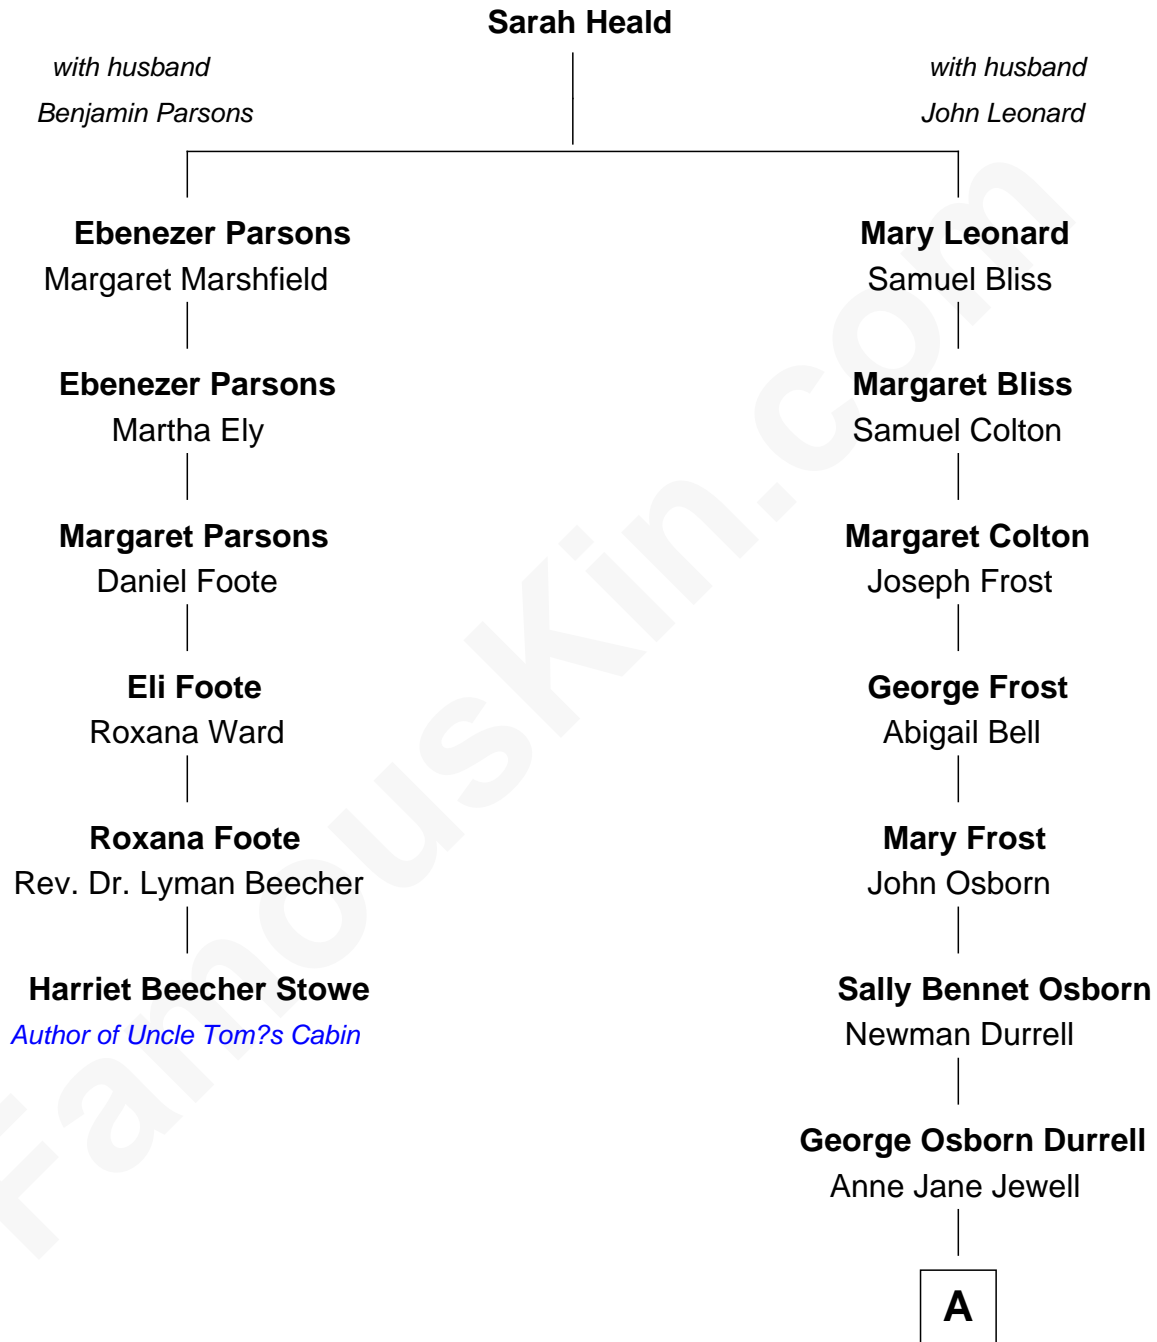 Sarah Heald
with husband
Benjamin Parsons
with husband
John Leonard
Ebenezer Parsons
Margaret Marshfield
Mary Leonard
Samuel Bliss
Ebenezer Parsons
Martha Ely
Margaret Bliss
Samuel Colton
Margaret Parsons
Daniel Foote
Margaret Colton
Joseph Frost
Eli Foote
Roxana Ward
George Frost
Abigail Bell
Roxana Foote
Rev. Dr. Lyman Beecher
Mary Frost
John Osborn
Harriet Beecher Stowe
Author of Uncle Tom?s Cabin
Sally Bennet Osborn
Newman Durrell
George Osborn Durrell
Anne Jane Jewell
A
FamousKin.com